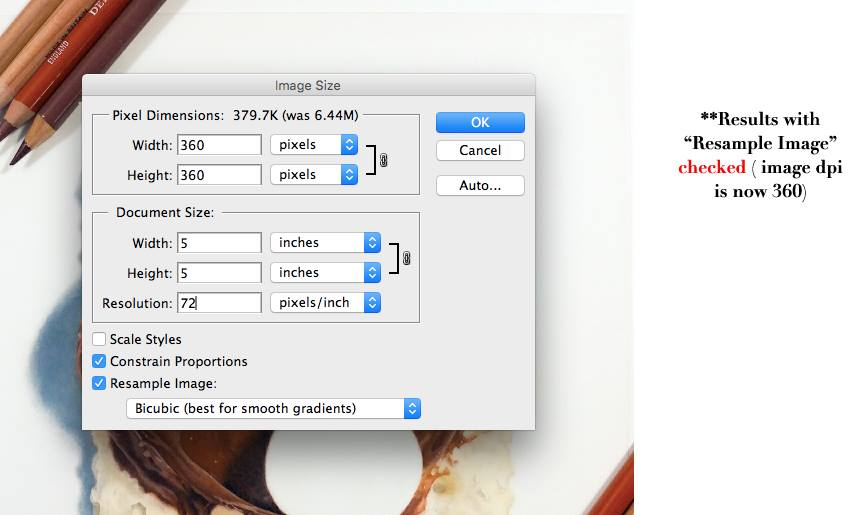 DE
ENGLAND
Image Size
Pixel Dimensions: 379.7K (was 6.44M)
Width: 360 pixels
Height: 360 pixels
Document Size:
Width: 5 inches
Height: 5 inches
Resolution: 72 pixels/inch
Scale Styles
Constrain Proportions
Resample Image:
Bicubic (best for smooth gradients)
OK
Cancel
Auto...
**Results with
“Resample Image”
checked ( image dpi
is now 360)